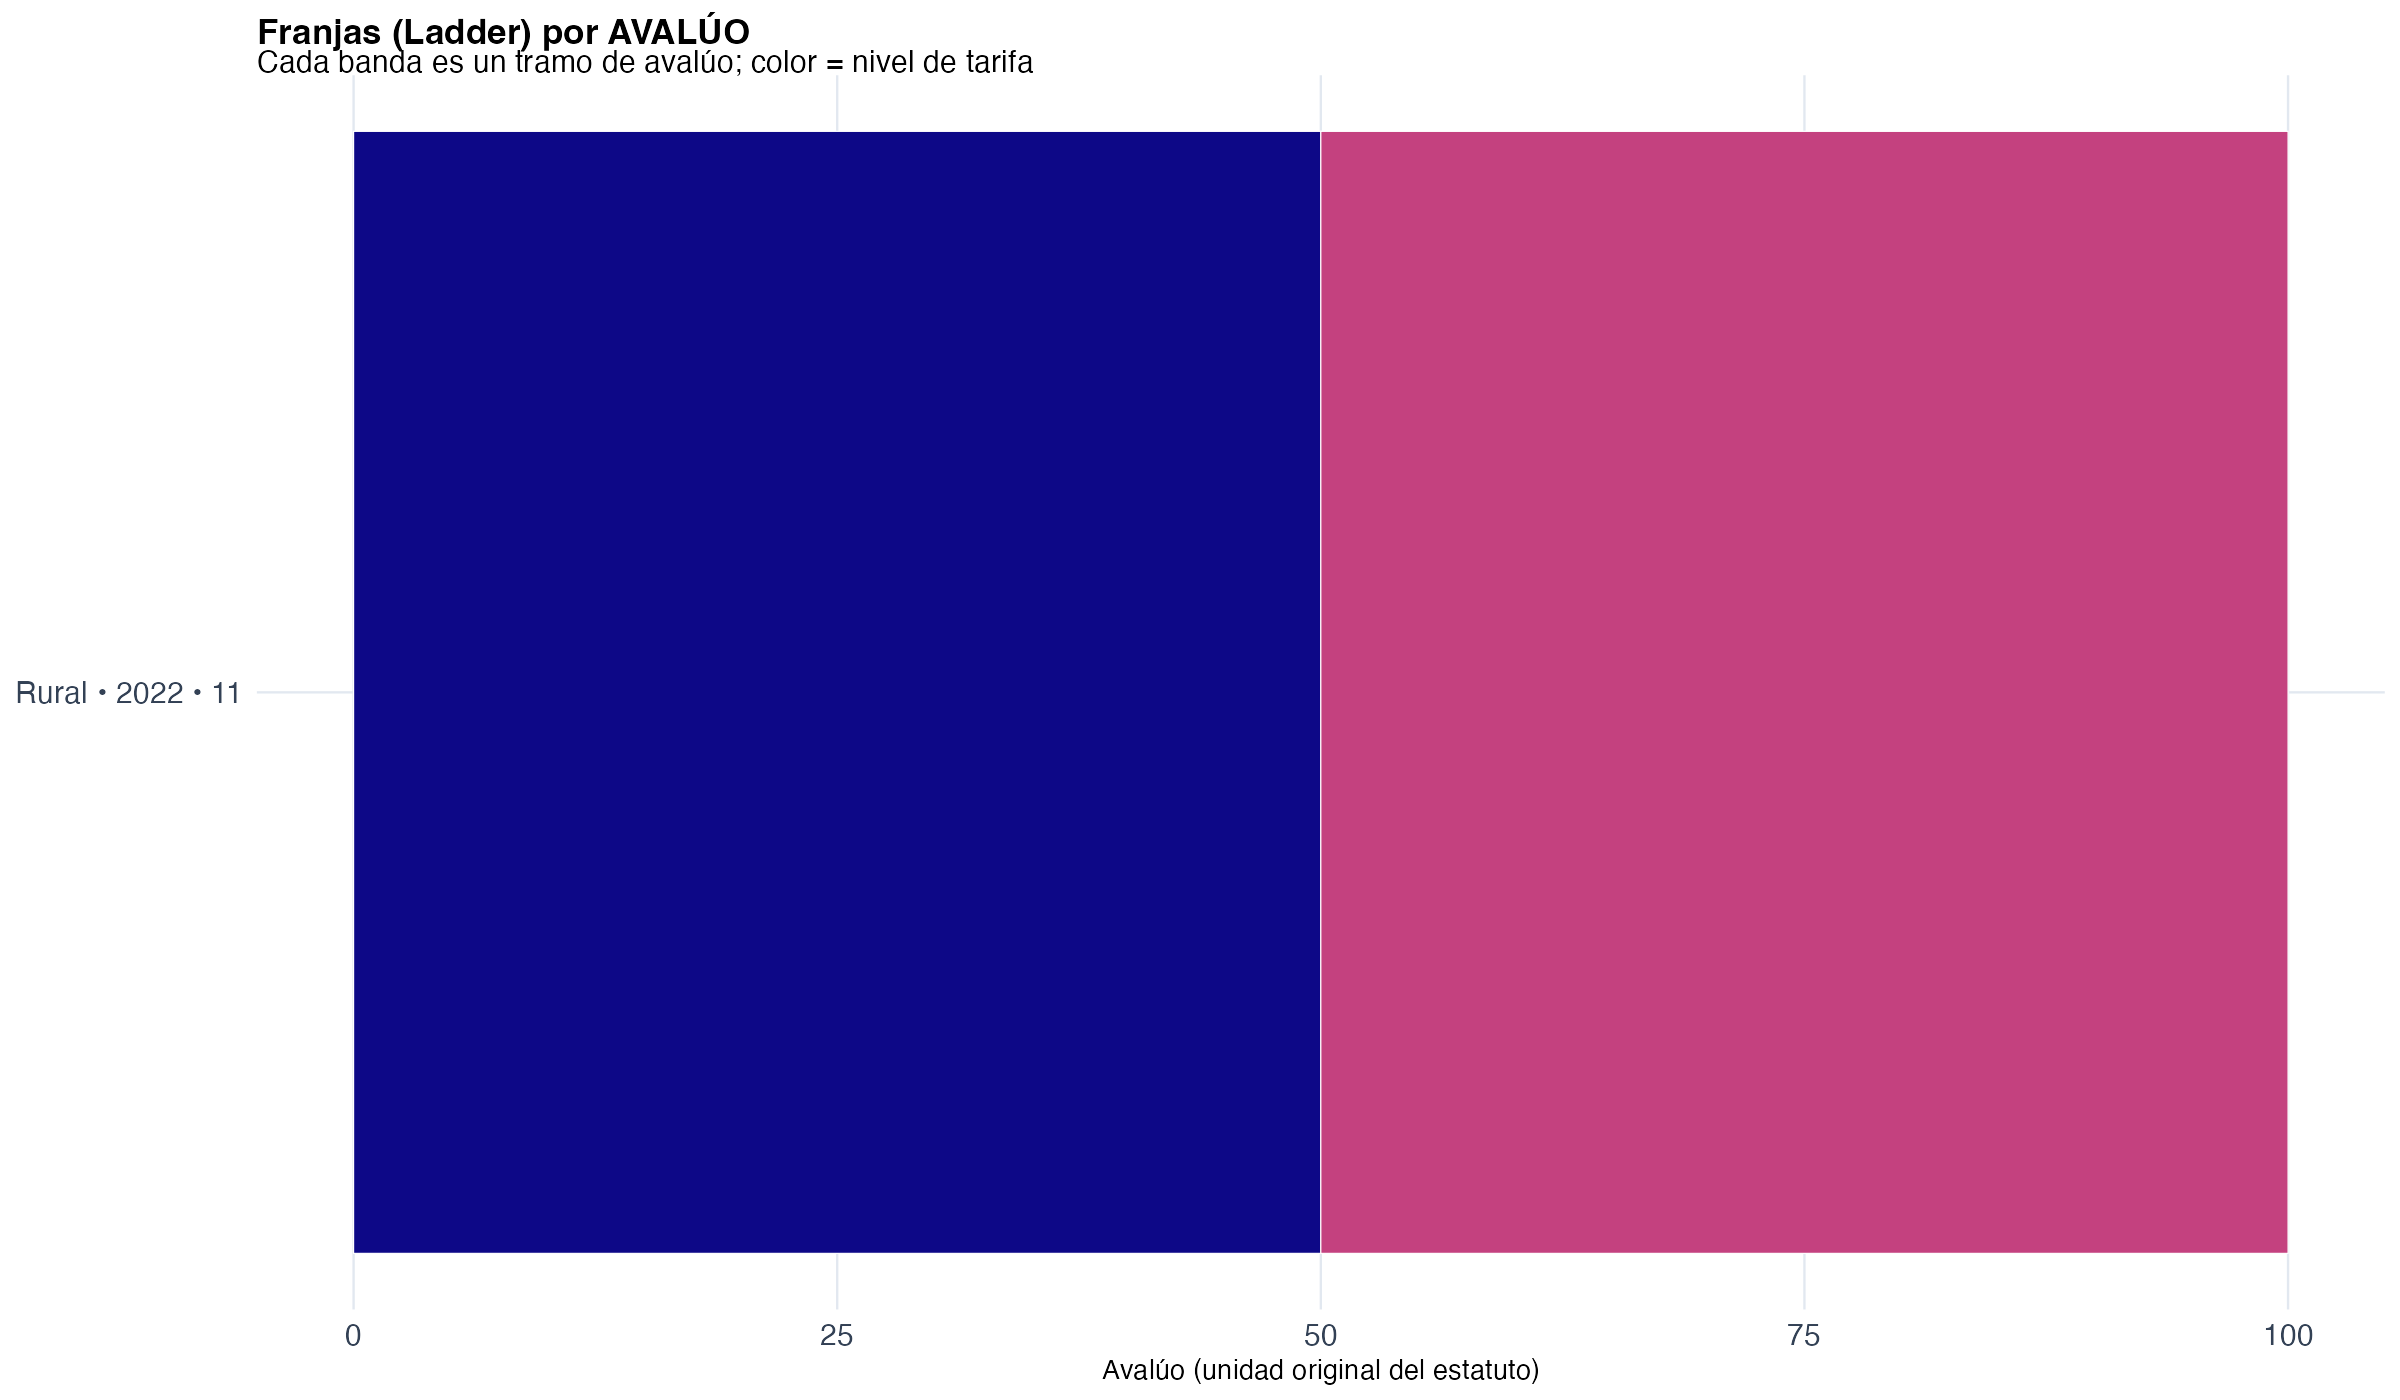 Franjas (Ladder) por AVALÚO
Cada banda es un tramo de avalúo; color = nivel de tarifa
Rural • 2022 • 11
0 25 50 75 100
Avalúo (unidad original del estatuto)